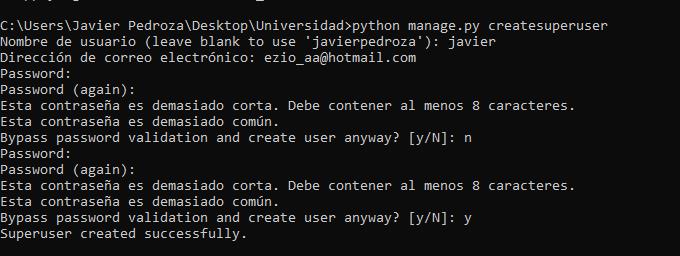 C:\Users\Javier Pedroza\Desktop\Universidad>python manage.py createsuperuser
Nombre de usuario (leave blank to use 'javierpedroza'): javier
Dirección de correo electrónico: ezio_aa@hotmail.com
Password:
Password (again):
Esta contraseña es demasiado corta. Debe contener al menos 8 caracteres.
Esta contraseña es demasiado común.
Bypass password validation and create user anyway? [y/N]: n
Password:
Password (again):
Esta contraseña es demasiado corta. Debe contener al menos 8 caracteres.
Esta contraseña es demasiado común.
Bypass password validation and create user anyway? [y/N]: y
Superuser created successfully.